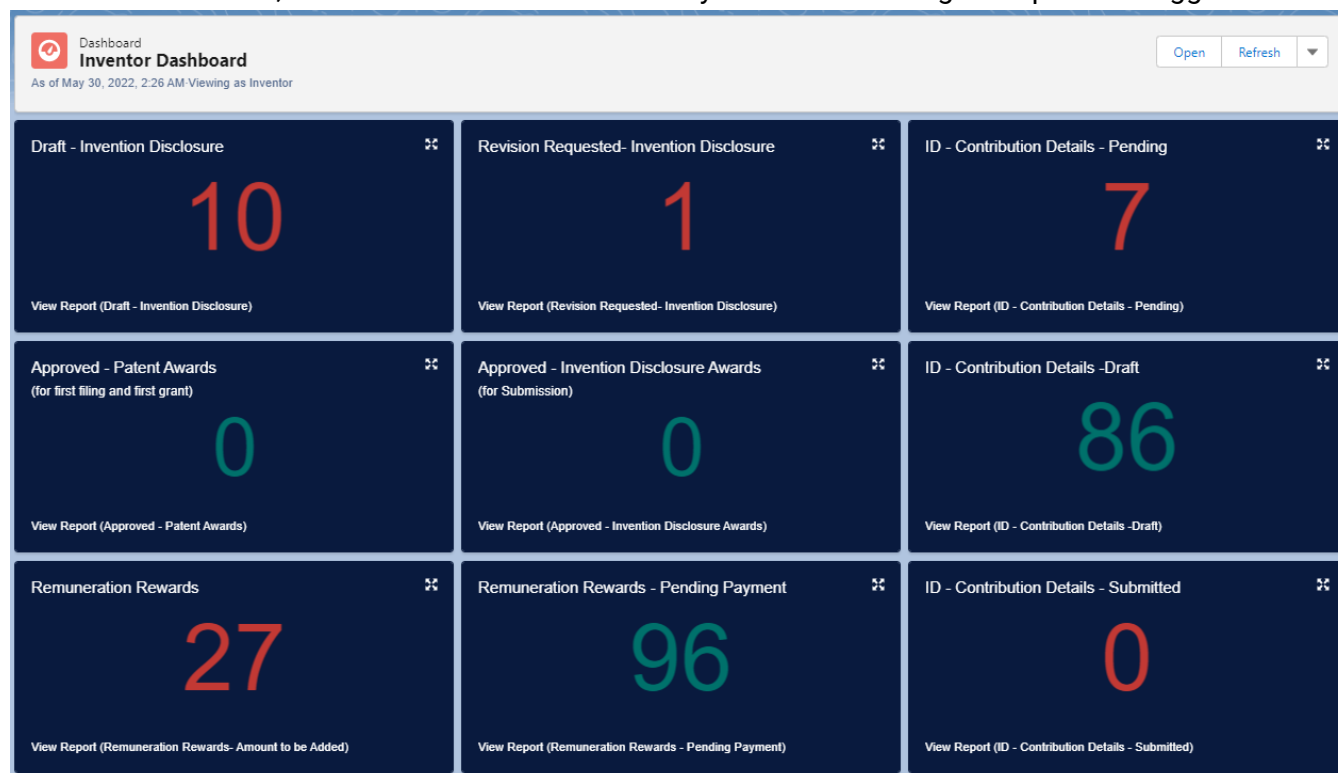 Dashboard
Inventor Dashboard
As of May 30, 2022, 2:26 AM·Viewing as Inventor
Open
Refresh
Draft - Invention Disclosure
10
View Report (Draft - Invention Disclosure)
Revision Requested- Invention Disclosure
1
View Report (Revision Requested- Invention Disclosure)
ID - Contribution Details - Pending
7
View Report (ID - Contribution Details - Pending)
Approved - Patent Awards
(for first filing and first grant)
0
View Report (Approved - Patent Awards)
Approved - Invention Disclosure Awards
(for Submission)
0
View Report (Approved - Invention Disclosure Awards)
ID - Contribution Details -Draft
86
View Report (ID - Contribution Details -Draft)
Remuneration Rewards
27
View Report (Remuneration Rewards- Amount to be Added)
Remuneration Rewards - Pending Payment
96
View Report (Remuneration Rewards - Pending Payment)
ID - Contribution Details - Submitted
0
View Report (ID - Contribution Details - Submitted)